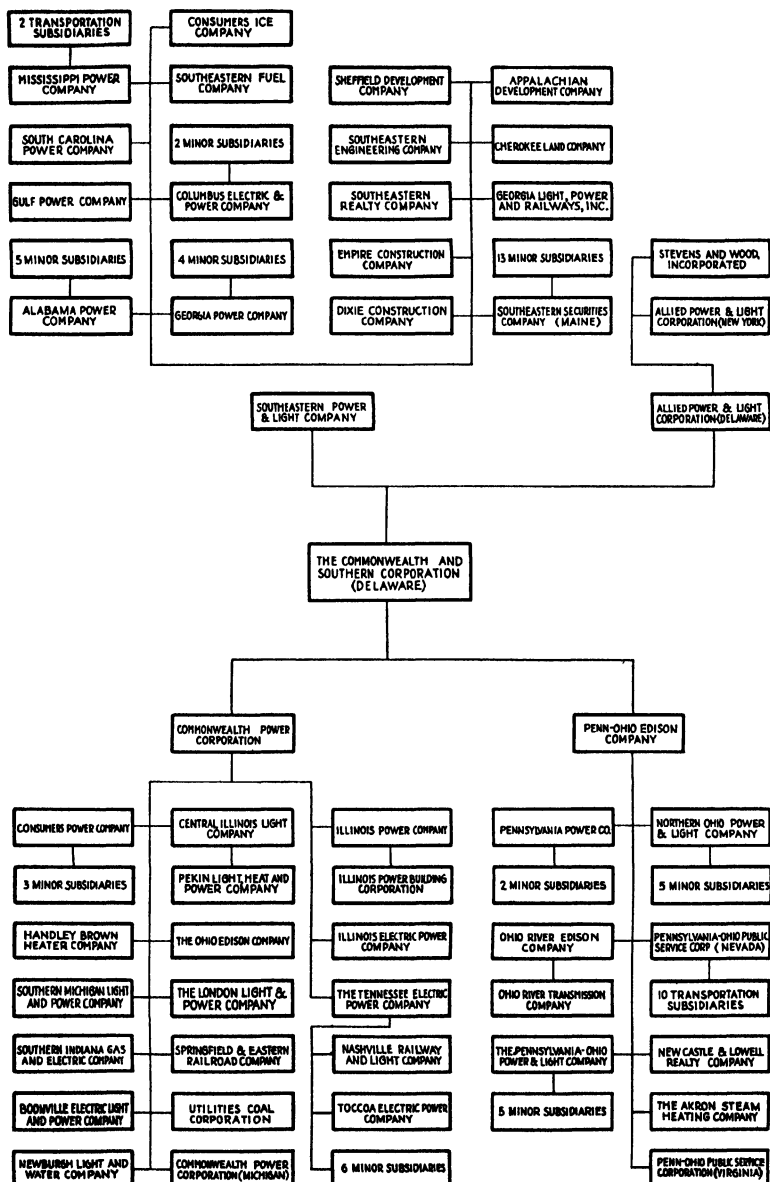 2 TRANSPORTATION
SUBSIDIARIES
CONSUMERS ICE
COMPANY
MISSISSIPPI POWER
COMPANY
SOUTHEASTERN FUEL
COMPANY
SHEFFIELD DEVELOPMENT
COMPANY
APPALACHIAN
DEVELOPMENT COMPANY
SOUTH CAROLINA
POWER COMPANY
2 MINOR SUBSIDIARIES
SOUTHEASTERN
ENGINEERING COMPANY
CHEROKEE LAND COMPANY
GULF POWER COMPANY
COLUMBUS ELECTRIC &
POWER COMPANY
SOUTHEASTERN
REALTY COMPANY
GEORGIA LIGHT, POWER
AND RAILWAYS, INC.
5 MINOR SUBSIDIARIES
4 MINOR SUBSIDIARIES
EMPIRE CONSTRUCTION
COMPANY
13 MINOR SUBSIDIARIES
STEVENS AND WOOD,
INCORPORATED
ALABAMA POWER
COMPANY
GEORGIA POWER COMPANY
DIXIE CONSTRUCTION
COMPANY
SOUTHEASTERN SECURITIES
COMPANY (MAINE)
ALLIED POWER & LIGHT
CORPORATION (NEW YORK)
SOUTHEASTERN POWER
& LIGHT COMPANY
ALLIED POWER & LIGHT
CORPORATION (DELAWARE)
THE COMMONWEALTH AND
SOUTHERN CORPORATION
(DELAWARE)
COMMONWEALTH POWER
CORPORATION
PENN-OHIO EDISON
COMPANY
CONSUMERS POWER COMPANY
CENTRAL ILLINOIS LIGHT
COMPANY
ILLINOIS POWER COMPANY
PENNSYLVANIA POWER CO.
NORTHERN OHIO POWER
& LIGHT COMPANY
3 MINOR SUBSIDIARIES
PEKIN LIGHT, HEAT AND
POWER COMPANY
ILLINOIS POWER BUILDING
CORPORATION
2 MINOR SUBSIDIARIES
5 MINOR SUBSIDIARIES
HANDLEY BROWN
HEATER COMPANY
THE OHIO EDISON COMPANY
ILLINOIS ELECTRIC POWER
COMPANY
OHIO RIVER EDISON
COMPANY
PENNSYLVANIA-OHIO PUBLIC
SERVICE CORP (NEVADA)
SOUTHERN MICHIGAN LIGHT
AND POWER COMPANY
THE LONDON LIGHT &
POWER COMPANY
THE TENNESSEE ELECTRIC
POWER COMPANY
OHIO RIVER TRANSMISSION
COMPANY
10 TRANSPORTATION
SUBSIDIARIES
SOUTHERN INDIANA GAS
AND ELECTRIC COMPANY
SPRINGFIELD & EASTERN
RAILROAD COMPANY
NASHVILLE RAILWAY
AND LIGHT COMPANY
THE PENNSYLVANIA-OHIO
POWER & LIGHT COMPANY
NEW CASTLE & LOWELL
REALTY COMPANY
BOONVILLE ELECTRIC LIGHT
AND POWER COMPANY
UTILITIES COAL
CORPORATION
TOCCOA ELECTRIC POWER
COMPANY
5 MINOR SUBSIDIARIES
THE AKRON STEAM
HEATING COMPANY
NEWBURGH LIGHT AND
WATER COMPANY
COMMONWEALTH POWER
CORPORATION (MICHIGAN)
6 MINOR SUBSIDIARIES
PENN-OHIO PUBLIC SERVICE
CORPORATION (VIRGINIA)